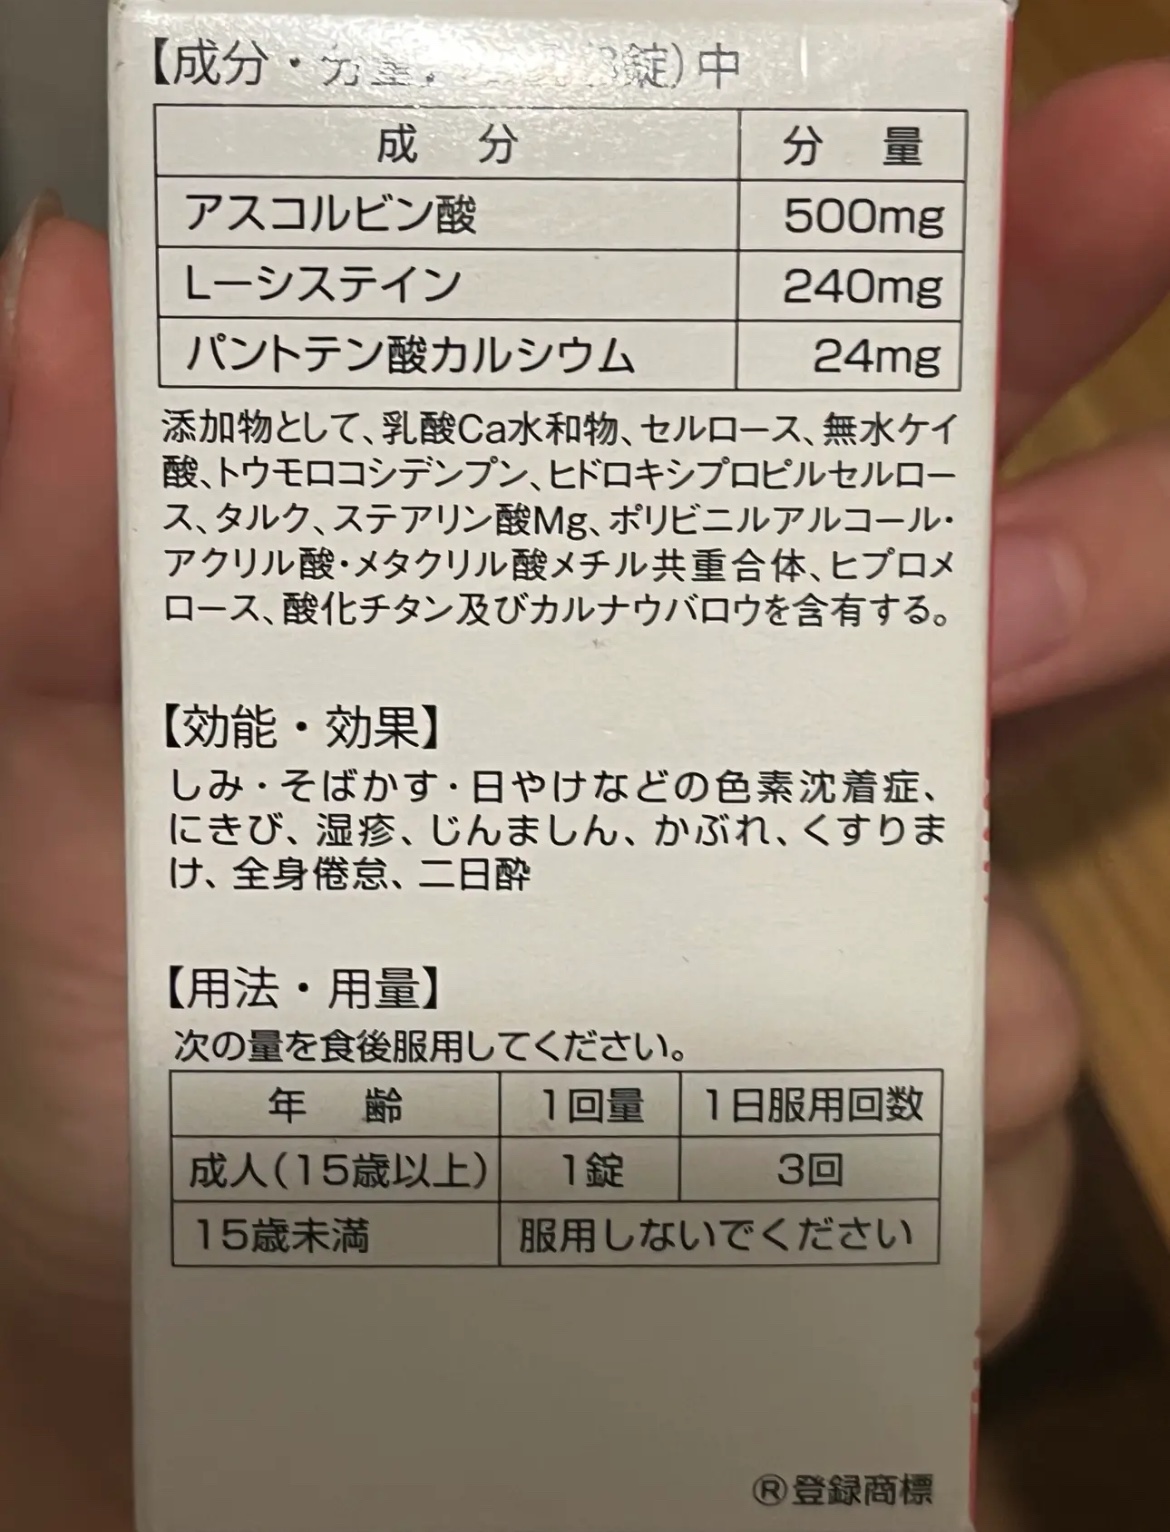 【成分・分量 錠)中
成 分 分 量
アスコルビン酸 500mg
L-システイン 240mg
パントテン酸カルシウム 24mg
添加物として、乳酸Ca水和物、セルロース、無水ケイ
酸、トウモロコシデンプン、ヒドロキシプロピルセルロー
ス、タルク、ステアリン酸Mg、ポリビニルアルコール・
アクリル酸・メタクリル酸メチル共重合体、ヒプロメ
ロース、酸化チタン及びカルナウバロウを含有する。
【効能・効果】
しみ・そばかす・日やけなどの色素沈着症、
にきび、湿疹、じんましん、かぶれ、くすりま
け、全身倦怠、二日酔
【用法・用量】
次の量を食後服用してください。
年 齢 1回量 1日服用回数
成人(15歳以上) 1錠 3回
15歳未満 服用しないでください
®登録商標